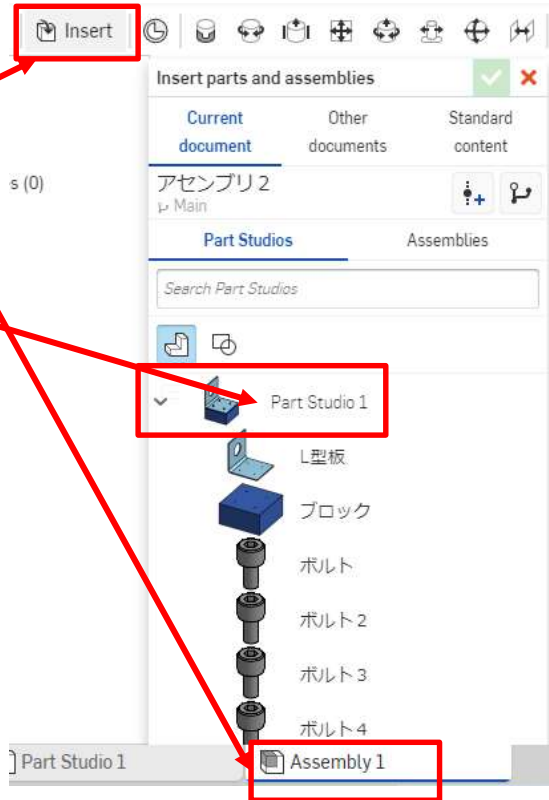 Insert
Insert parts and assemblies
Current document
Other documents
Standard content
s (0)
アセンブリ 2
Main
Part Studios
Assemblies
Search Part Studios
Part Studio 1
L型板
ブロック
ボルト
ボルト 2
ボルト 3
ボルト 4
Part Studio 1
Assembly 1